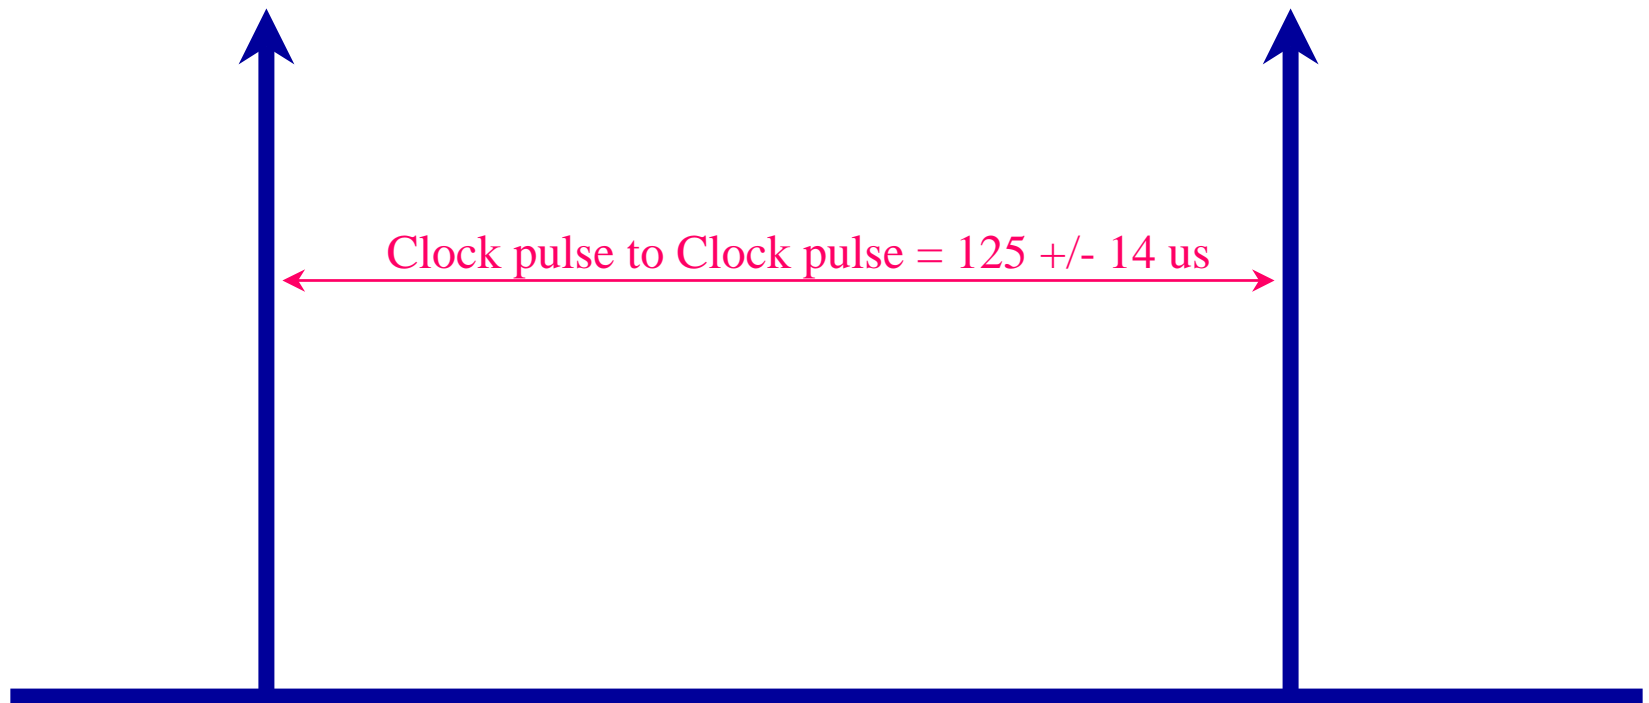 Clock pulse to Clock pulse = 125 +/- 14 us